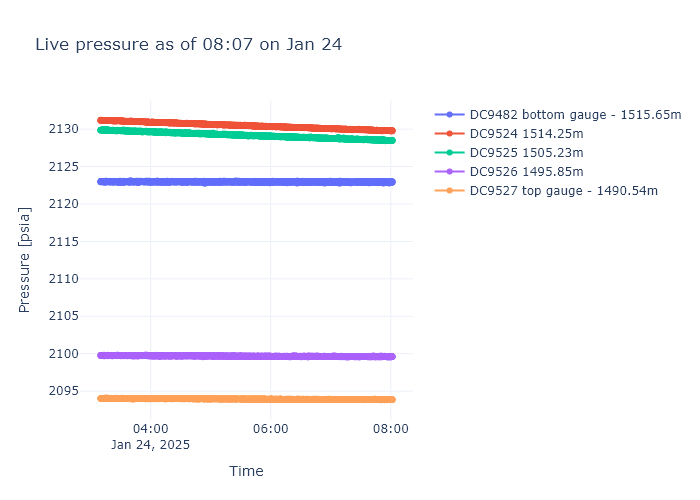 Live pressure as of 08:07 on Jan 24
DC9482 bottom gauge - 1515.65m
DC9524 1514.25m
DC9525 1505.23m
DC9526 1495.85m
DC9527 top gauge - 1490.54m
Pressure [psia]
2130
2125
2120
2115
2110
2105
2100
2095
04:00
06:00
08:00
Jan 24, 2025
Time